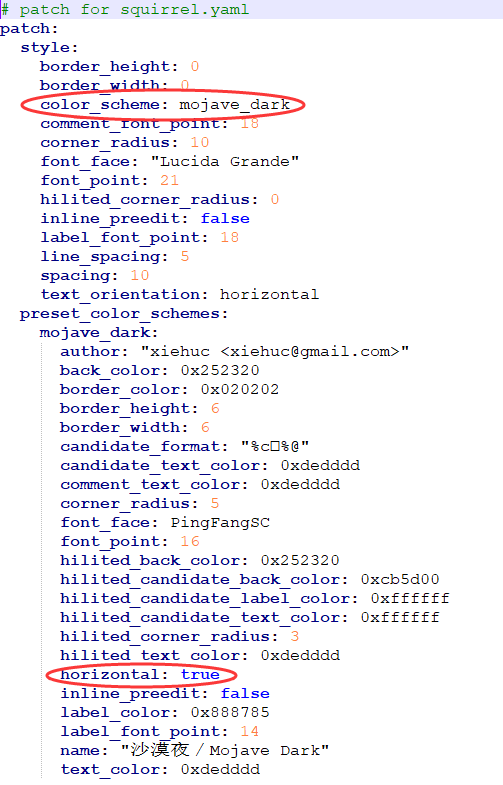 # patch for squirrel.yaml
patch:
  style:
    border_height: 0
    border_width: 0
    color_scheme: mojave_dark
    comment_font_point: 18
    corner_radius: 10
    font_face: "Lucida Grande"
    font_point: 21
    hilited_corner_radius: 0
    inline_preedit: false
    label_font_point: 18
    line_spacing: 5
    spacing: 10
    text_orientation: horizontal
  preset_color_schemes:
    mojave_dark:
      author: "xiehuc <xiehuc@gmail.com>"
      back_color: 0x252320
      border_color: 0x020202
      border_height: 6
      border_width: 6
      candidate_format: "%c□%@"
      candidate_text_color: 0xdedddd
      comment_text_color: 0xdedddd
      corner_radius: 5
      font_face: PingFangSC
      font_point: 16
      hilited_back_color: 0x252320
      hilited_candidate_back_color: 0xcb5d00
      hilited_candidate_label_color: 0xffffff
      hilited_candidate_text_color: 0xffffff
      hilited_corner_radius: 3
      hilited_text_color: 0xdedddd
      horizontal: true
      inline_preedit: false
      label_color: 0x888785
      label_font_point: 14
      name: "沙漠夜／Mojave Dark"
      text_color: 0xdedddd